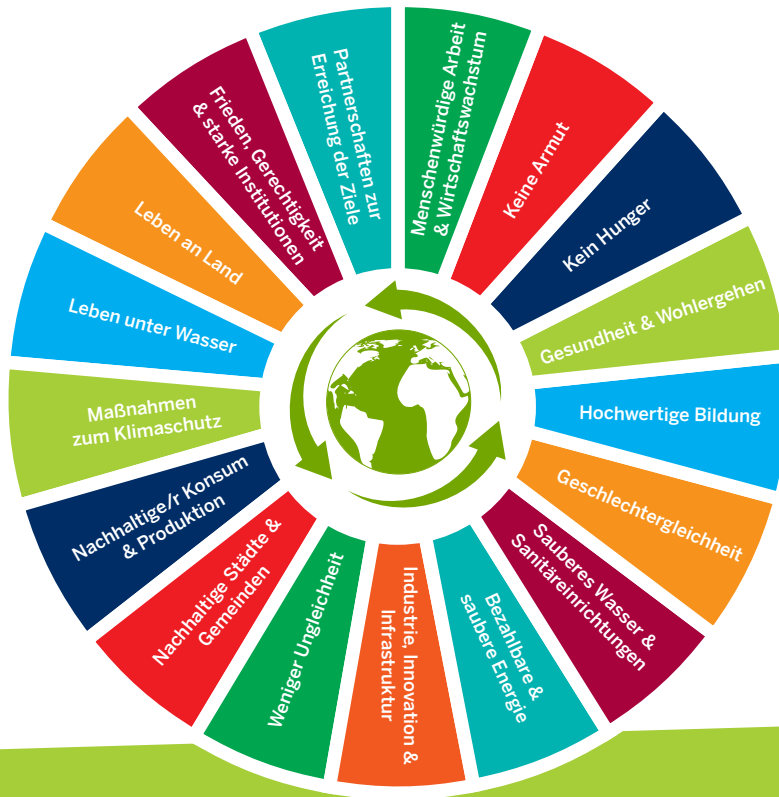 Menschenwürdige Arbeit
& Wirtschaftswachstum
Keine Armut
Kein Hunger
Gesundheit & Wohlergehen
Hochwertige Bildung
Geschlechtergleichheit
Sauberes Wasser &
Sanitäreinrichtungen
Bezahlbare &
saubere Energie
Industrie, Innovation &
Infrastruktur
Weniger Ungleichheit
Nachhaltige Städte &
Gemeinden
Nachhaltige/r Konsum
& Produktion
Maßnahmen
zum Klimaschutz
Leben unter Wasser
Leben an Land
Frieden, Gerechtigkeit
& starke Institutionen
Partnerschaften zur
Erreichung der Ziele